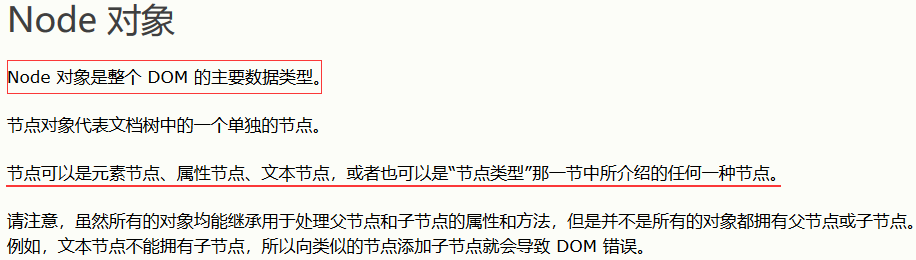 Node 对象
Node 对象是整个 DOM 的主要数据类型。
节点对象代表文档树中的一个单独的节点。
节点可以是元素节点、属性节点、文本节点，或者也可以是“节点类型”那一节中所介绍的任何一种节点。
请注意，虽然所有的对象均能继承用于处理父节点和子节点的属性和方法，但是并不是所有的对象都拥有父节点或子节点。
例如，文本节点不能拥有子节点，所以向类似的节点添加子节点就会导致 DOM 错误。